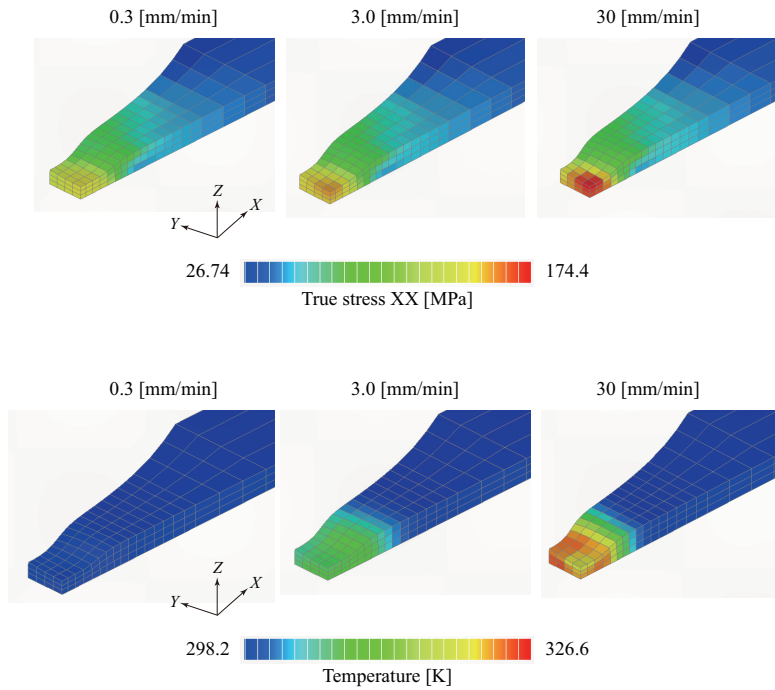 0.3 [mm/min] 3.0 [mm/min] 30 [mm/min]
Z
X
Y
26.74 174.4
True stress XX [MPa]
0.3 [mm/min] 3.0 [mm/min] 30 [mm/min]
Z
X
Y
298.2 326.6
Temperature [K]